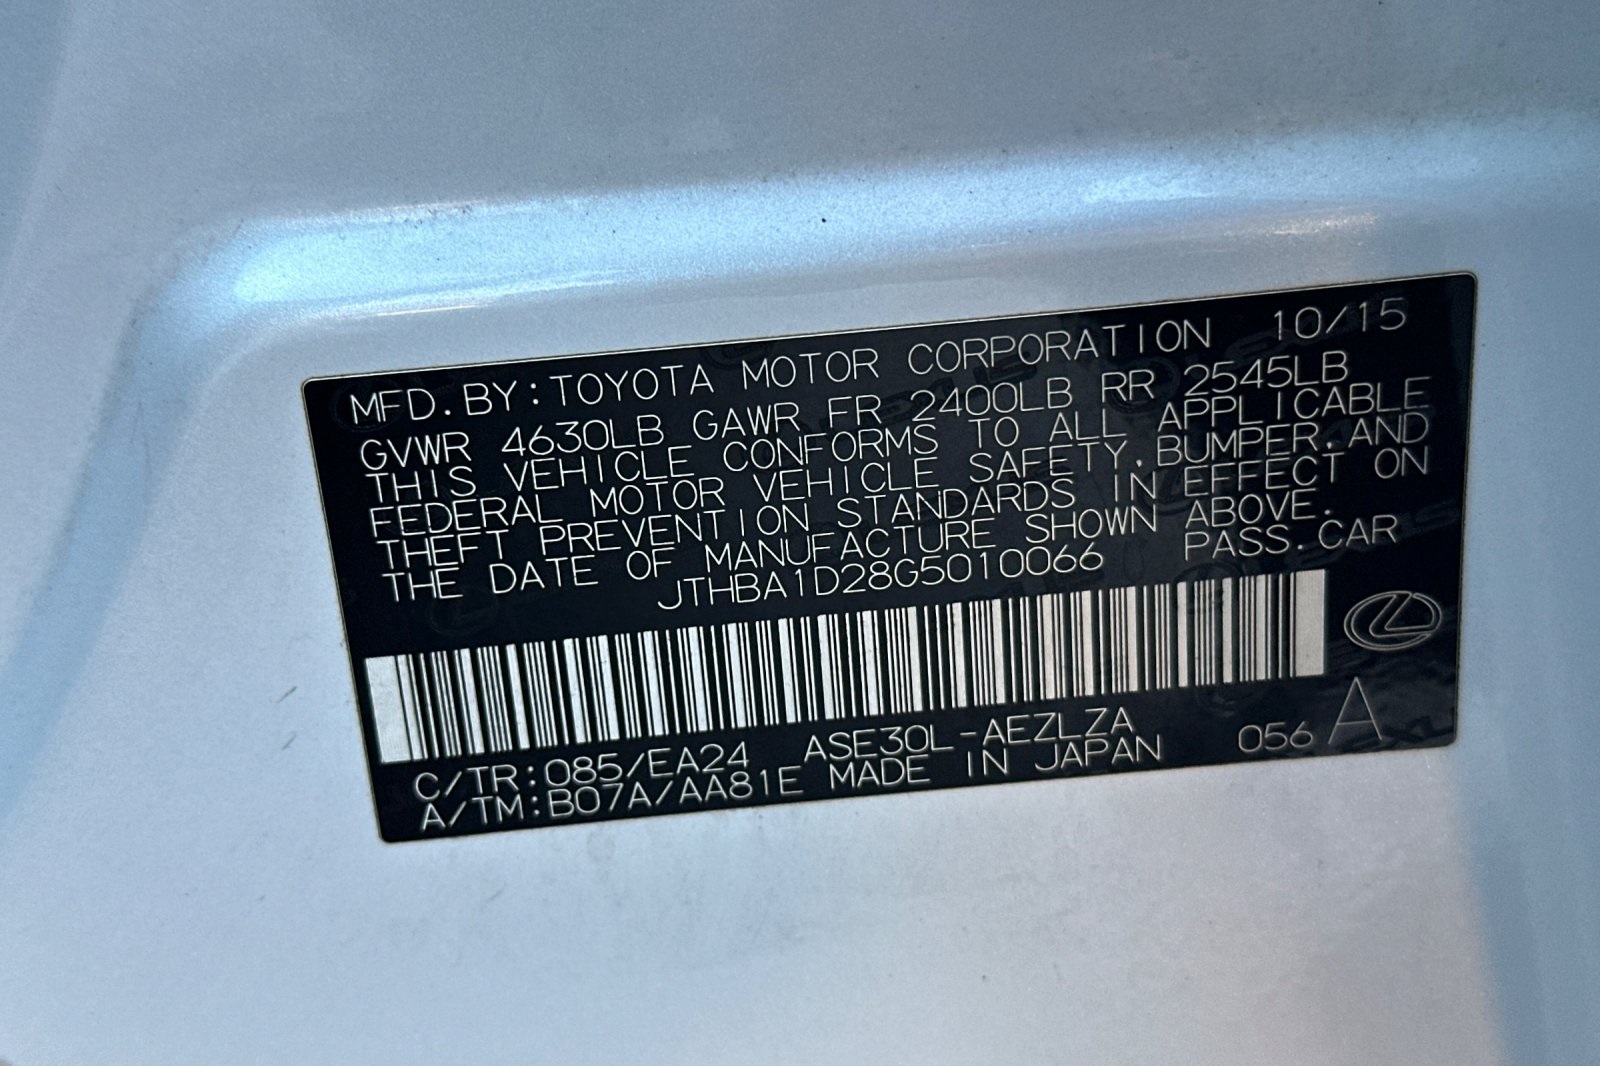 MFD. BY: TOYOTA MOTOR CORPORATION 10/15
GVWR 4630LB GAWR FR 2400LB RR 2545LB
THIS VEHICLE CONFORMS TO ALL APPLICABLE
FEDERAL MOTOR VEHICLE SAFETY, BUMPER, AND
THEFT PREVENTION STANDARDS IN EFFECT ON
THE DATE OF MANUFACTURE SHOWN ABOVE.
JTHBA1D28G5010066 PASS. CAR
C/TR: 085/EA24 ASE30L-AEZLZA 056 A
A/TM: B07A/AA81E MADE IN JAPAN